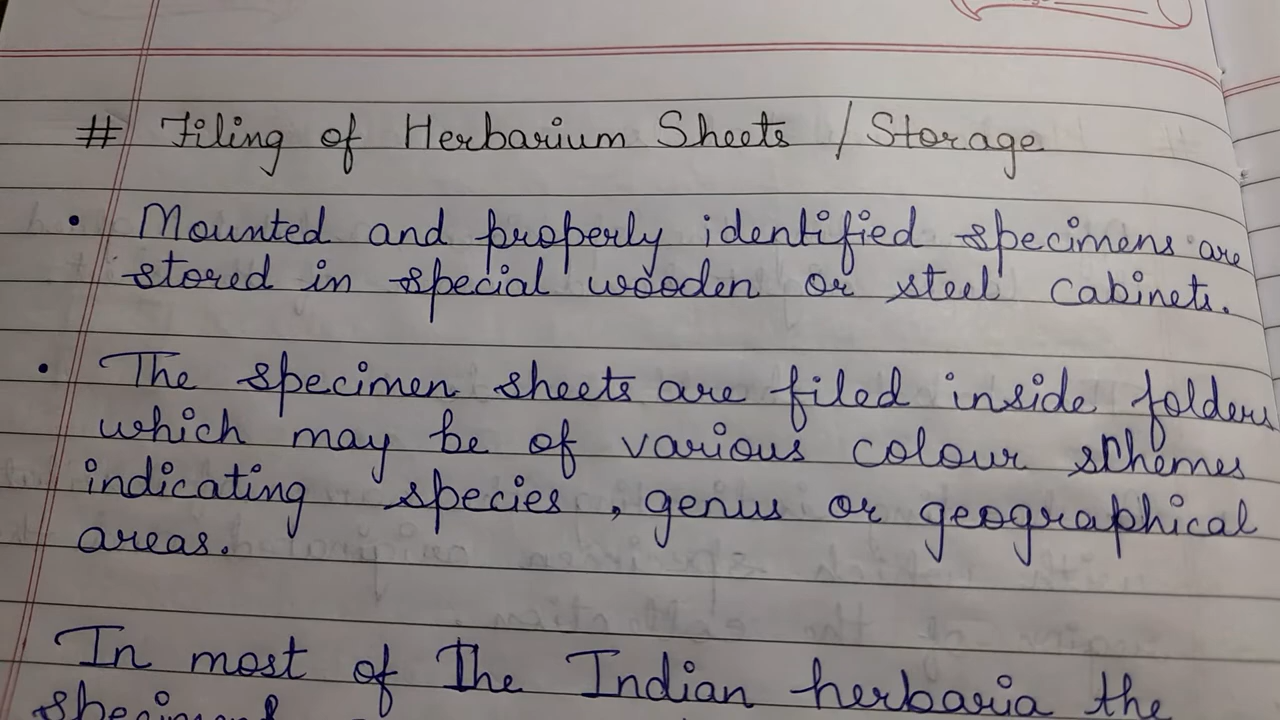 # Filing of Herbarium Sheets / Storage
• Mounted and properly identified specimens are
stored in special wooden or steel cabinets.
• The specimen sheets are filed inside folders
which may be of various colour schemes
indicating species, genus or geographical
areas.
In most of The Indian herbaria the